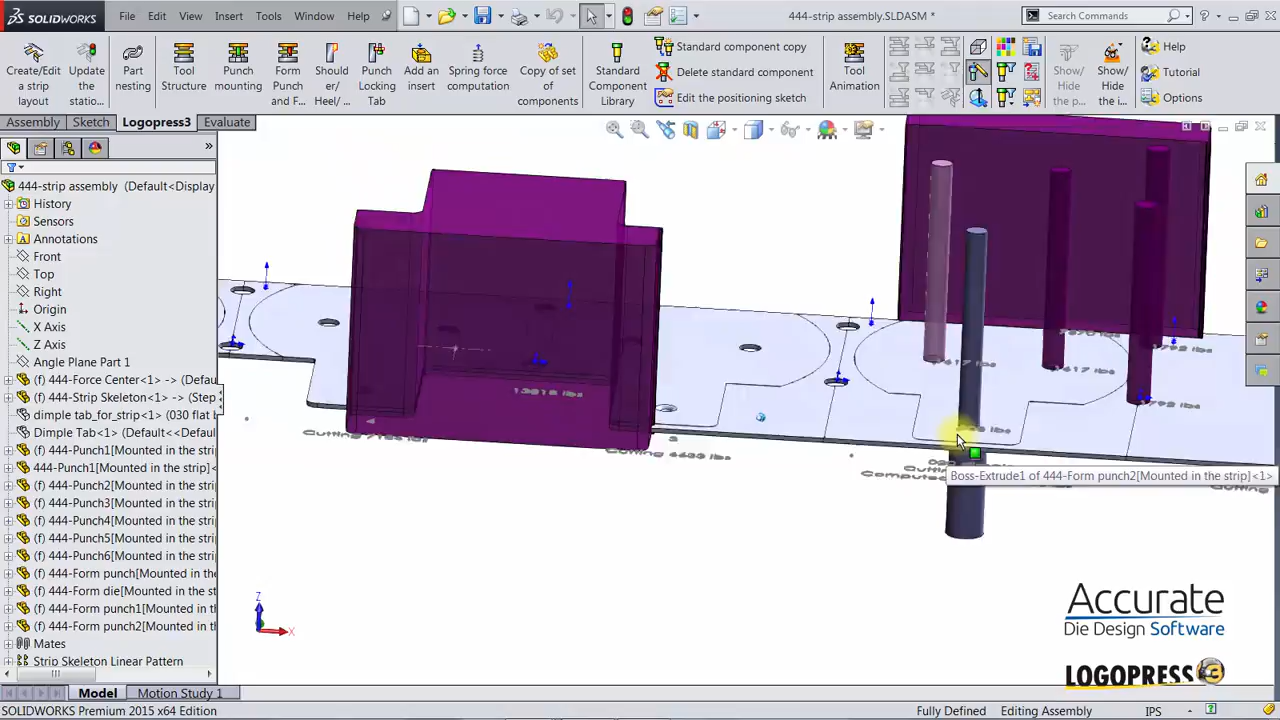 SOLIDWORKS
File Edit View Insert Tools Window Help
444-strip assembly.SLDASM *
Search Commands
Create/Edit a strip layout
Update the statio...
Part nesting
Tool Structure
Punch mounting
Form Punch and F...
Should er/ Heel/ ...
Punch Locking Tab
Add an insert
Spring force computation
Copy of set of components
Standard Component Library
Standard component copy
Delete standard component
Edit the positioning sketch
Tool Animation
Show/ Hide the p...
Show/ Hide the i...
Help
Tutorial
Options
Assembly Sketch Logopress3 Evaluate
444-strip assembly (Default<Display
History
Sensors
Annotations
Front
Top
Right
Origin
X Axis
Z Axis
Angle Plane Part 1
(f) 444-Force Center<1> -> (Defau
(f) 444-Strip Skeleton<1> -> (Step
dimple tab_for_strip<1> (030 flat b
Dimple Tab<1> (Default<<Default
(f) 444-Punch1[Mounted in the strip
444-Punch1[Mounted in the strip]<
(f) 444-Punch2[Mounted in the strip
(f) 444-Punch3[Mounted in the strip
(f) 444-Punch4[Mounted in the strip
(f) 444-Punch5[Mounted in the strip
(f) 444-Punch6[Mounted in the strip
(f) 444-Form punch[Mounted in the
(f) 444-Form die[Mounted in the st
(f) 444-Form punch1[Mounted in th
(f) 444-Form punch2[Mounted in th
Mates
Strip Skeleton Linear Pattern
Boss-Extrude1 of 444-Form punch2[Mounted in the strip]<1>
Z
X
Accurate
Die Design Software
LOGOPRESS3
Model Motion Study 1
SOLIDWORKS Premium 2015 x64 Edition
Fully Defined Editing Assembly IPS